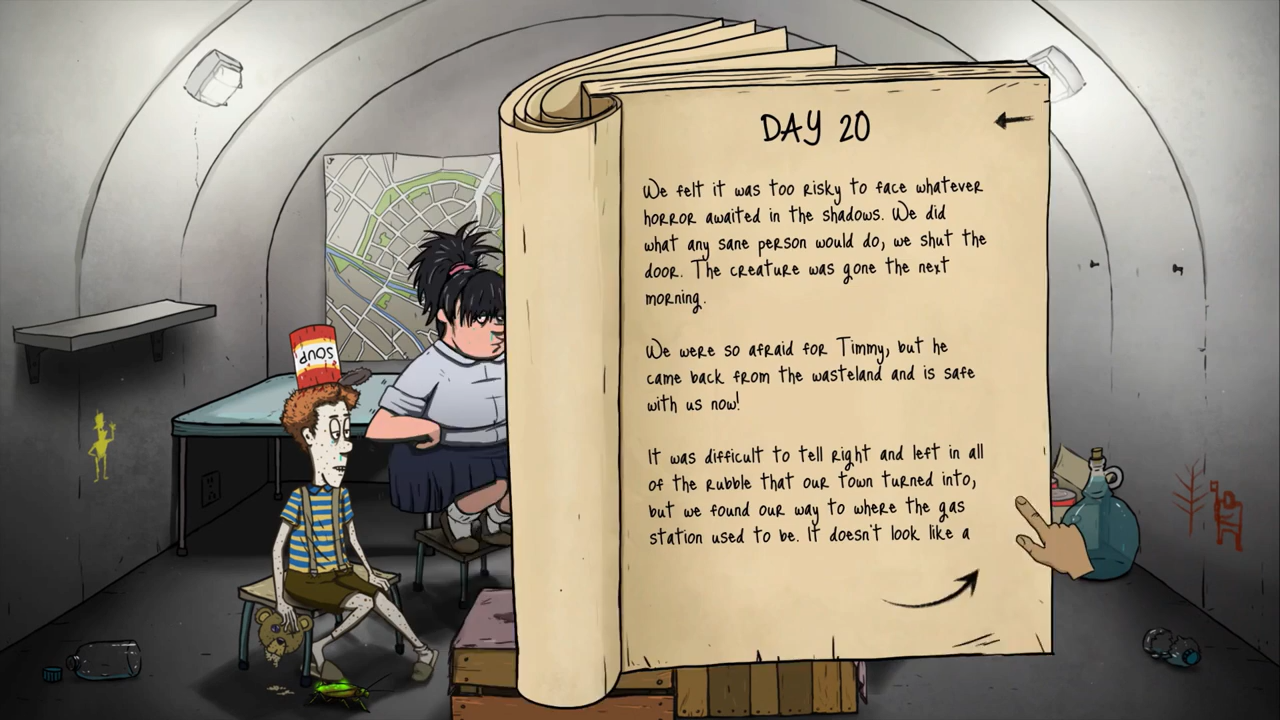 DAY 20
We felt it was too risky to face whatever
horror awaited in the shadows. We did
what any sane person would do, we shut the
door. The creature was gone the next
morning.
We were so afraid for Timmy, but he
came back from the wasteland and is safe
with us now!
It was difficult to tell right and left in all
of the rubble that our town turned into,
but we found our way to where the gas
station used to be. It doesn't look like a
SOUP